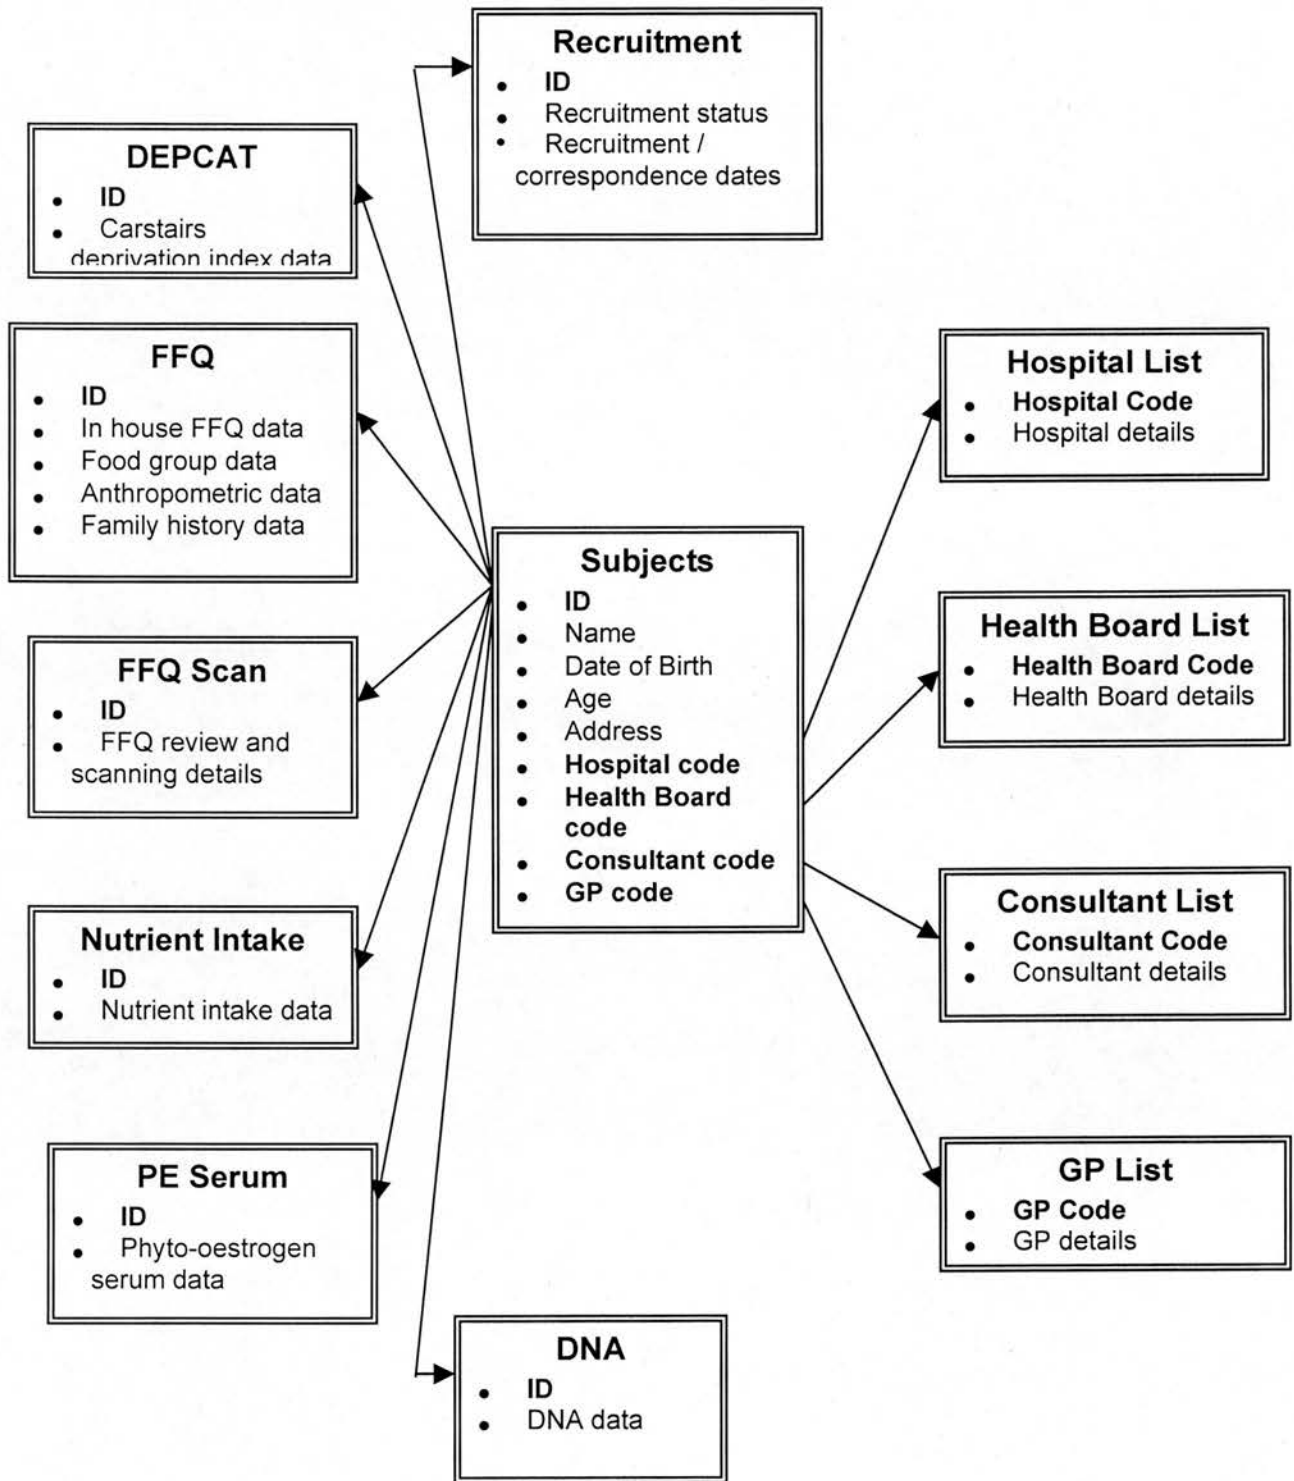 Recruitment
• ID
• Recruitment status
• Recruitment /
correspondence dates
DEPCAT
• ID
• Carstairs
deprivation index data
FFQ
• ID
• In house FFQ data
• Food group data
• Anthropometric data
• Family history data
Hospital List
• Hospital Code
• Hospital details
Subjects
• ID
• Name
• Date of Birth
• Age
• Address
• Hospital code
• Health Board
code
• Consultant code
• GP code
Health Board List
• Health Board Code
• Health Board details
FFQ Scan
• ID
• FFQ review and
scanning details
Consultant List
• Consultant Code
• Consultant details
Nutrient Intake
• ID
• Nutrient intake data
PE Serum
• ID
• Phyto-oestrogen
serum data
GP List
• GP Code
• GP details
DNA
• ID
• DNA data